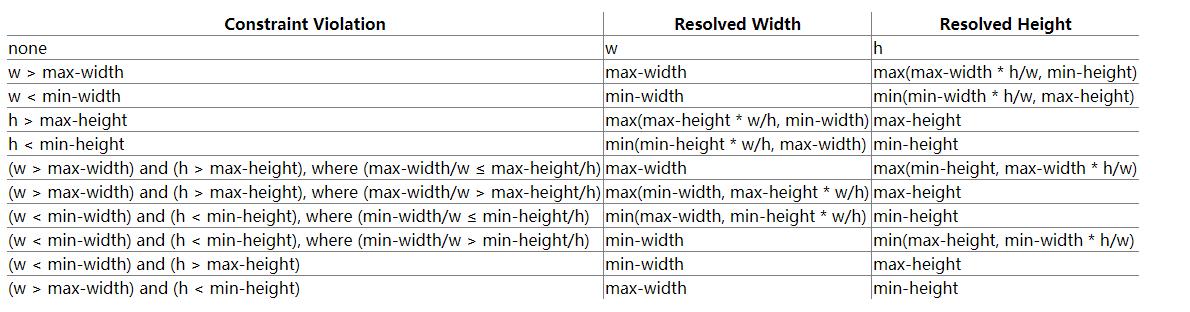 Constraint Violation Resolved Width Resolved Height
none w h
w > max-width max-width max(max-width * h/w, min-height)
w < min-width min-width min(min-width * h/w, max-height)
h > max-height max(max-height * w/h, min-width) max-height
h < min-height min(min-height * w/h, max-width) min-height
(w > max-width) and (h > max-height), where (max-width/w ≤ max-height/h) max-width max(min-height, max-width * h/w)
(w > max-width) and (h > max-height), where (max-width/w > max-height/h) max(min-width, max-height * w/h) max-height
(w < min-width) and (h < min-height), where (min-width/w ≤ min-height/h) min(max-width, min-height * w/h) min-height
(w < min-width) and (h < min-height), where (min-width/w > min-height/h) min-width min(max-height, min-width * h/w)
(w < min-width) and (h > max-height) min-width max-height
(w > max-width) and (h < min-height) max-width min-height